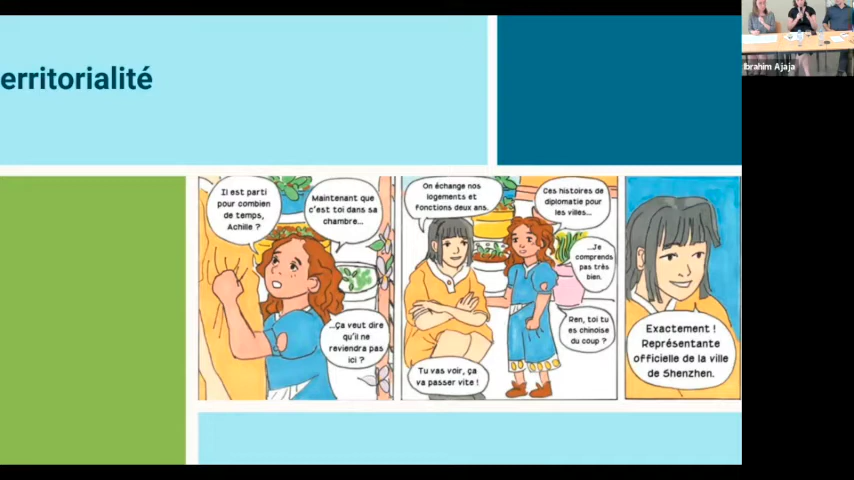 erritorialité
Ibrahim Ajaja
Il est parti
pour combien
de temps,
Achille ?
Maintenant que
c'est toi dans sa
chambre...
...Ça veut dire
qu'il ne
reviendra pas
ici ?
On échange nos
logements et
fonctions deux ans.
Ces histoires de
diplomatie pour
les villes...
...Je
comprends
pas très
bien.
Ren, toi tu
es chinoise
du coup ?
Tu vas voir, ça
va passer vite !
Exactement !
Représentante
officielle de la ville
de Shenzhen.